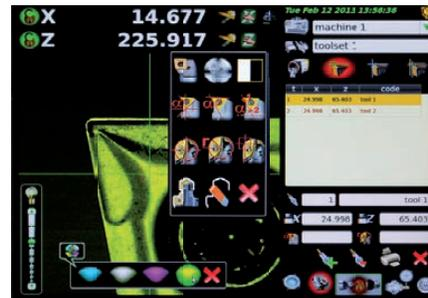 X 14.677
Z 225.917
Tue Feb 12 2013 13:56:36
machine 1
toolset
t x z code
1 24.998 65.403 tool 1
2 24.998 65.403 tool 2
1 tool 1
X 24.998 Z 65.403